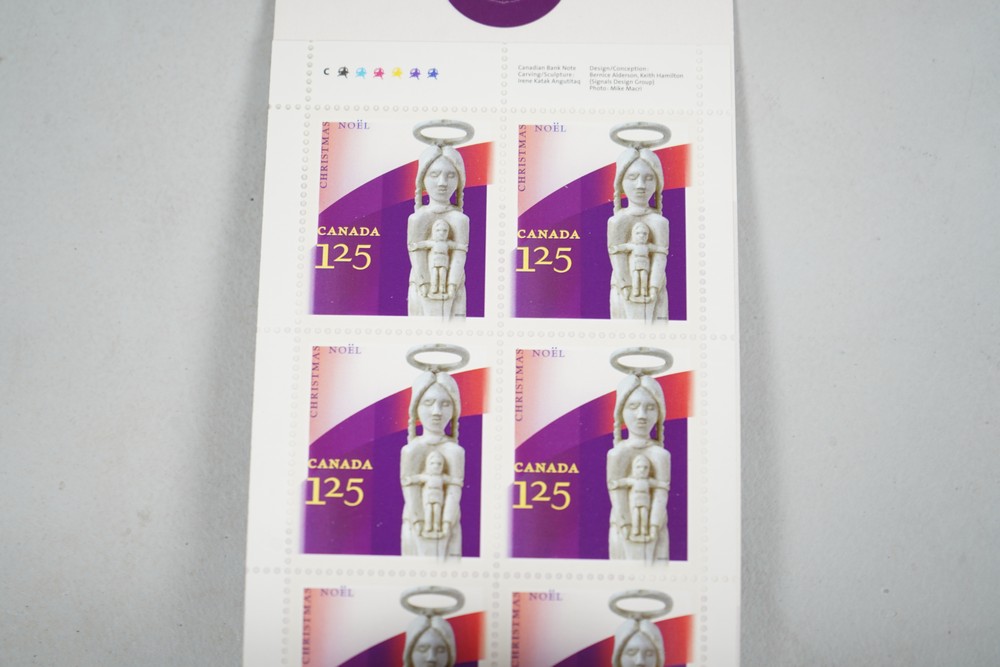 C
Canadian Bank Note
Carving/Sculpture :
Irene Katak Angutitaq
Design/Conception :
Bernice Alderson, Keith Hamilton
(Signals Design Group)
Photo : Mike Macri
CHRISTMAS
NOËL
CANADA
125
CHRISTMAS
NOËL
CANADA
125
CHRISTMAS
NOËL
CANADA
125
CHRISTMAS
NOËL
CANADA
125
CHRISTMAS
NOËL
CHRISTMAS
NOËL